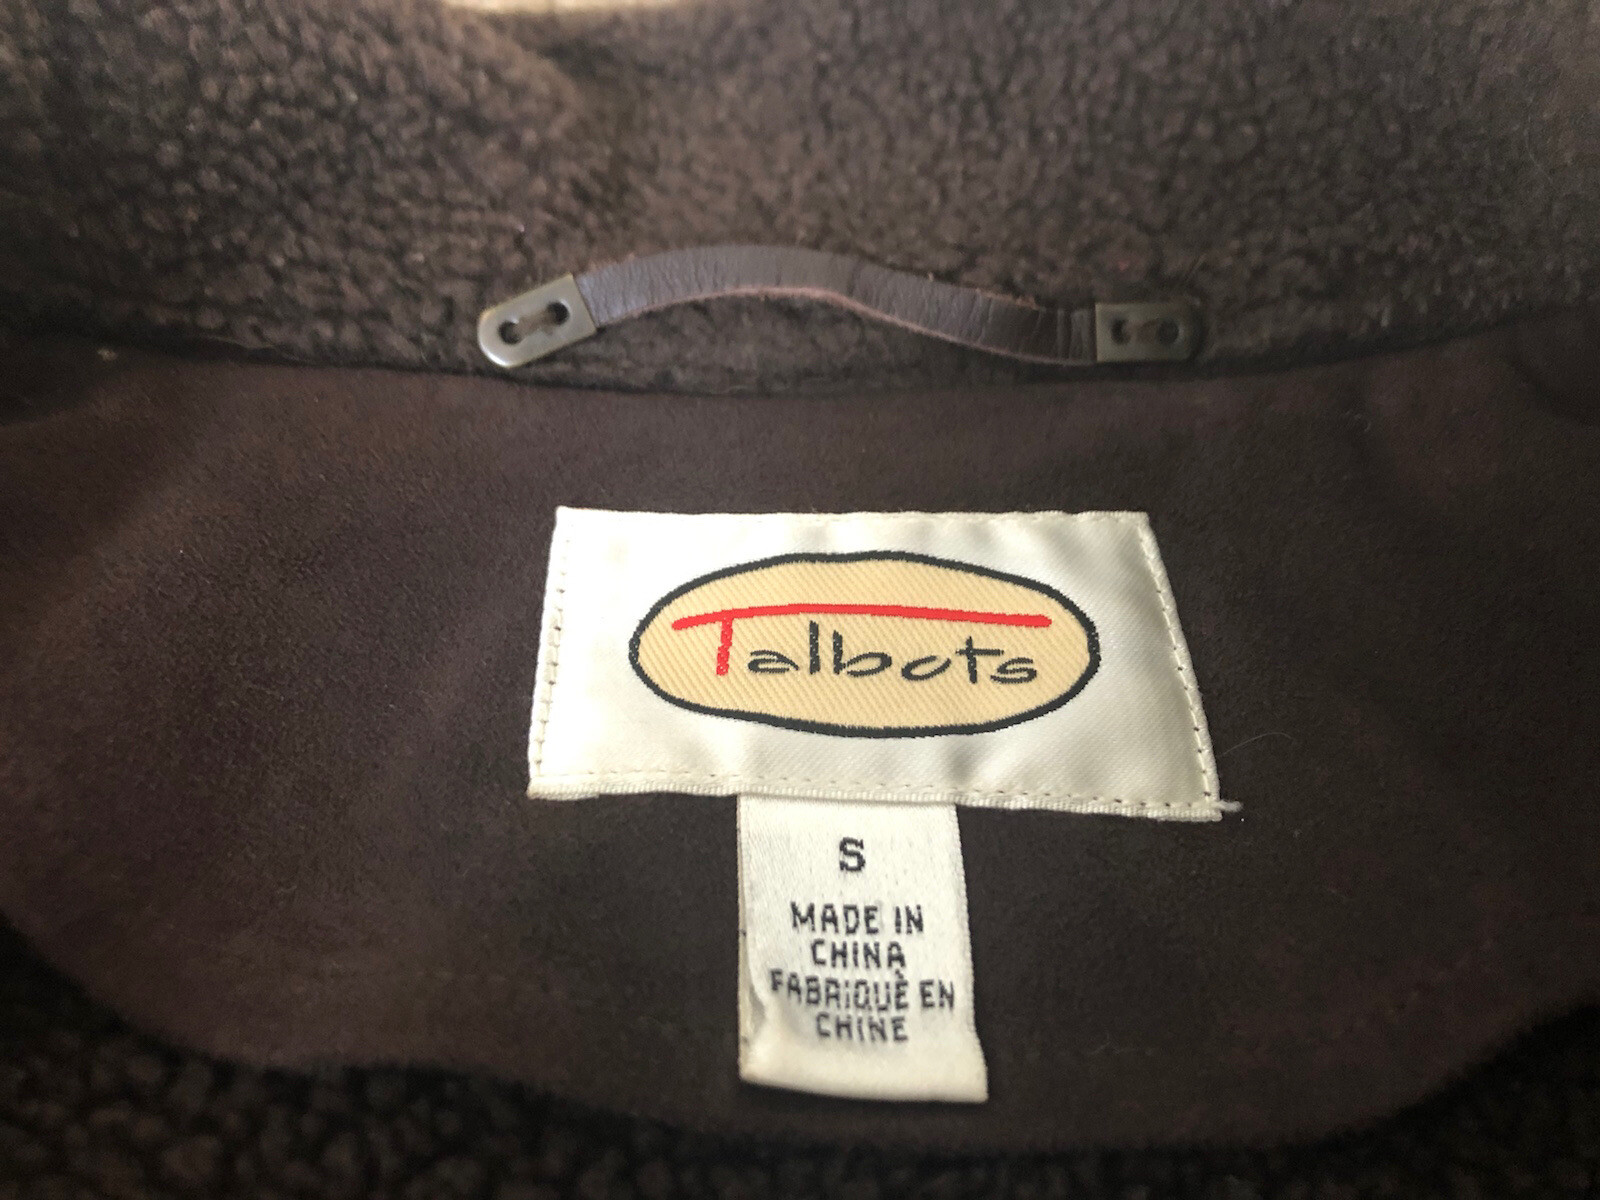 Talbots
S
MADE IN
CHINA
FABRIQUÈ EN
CHINE